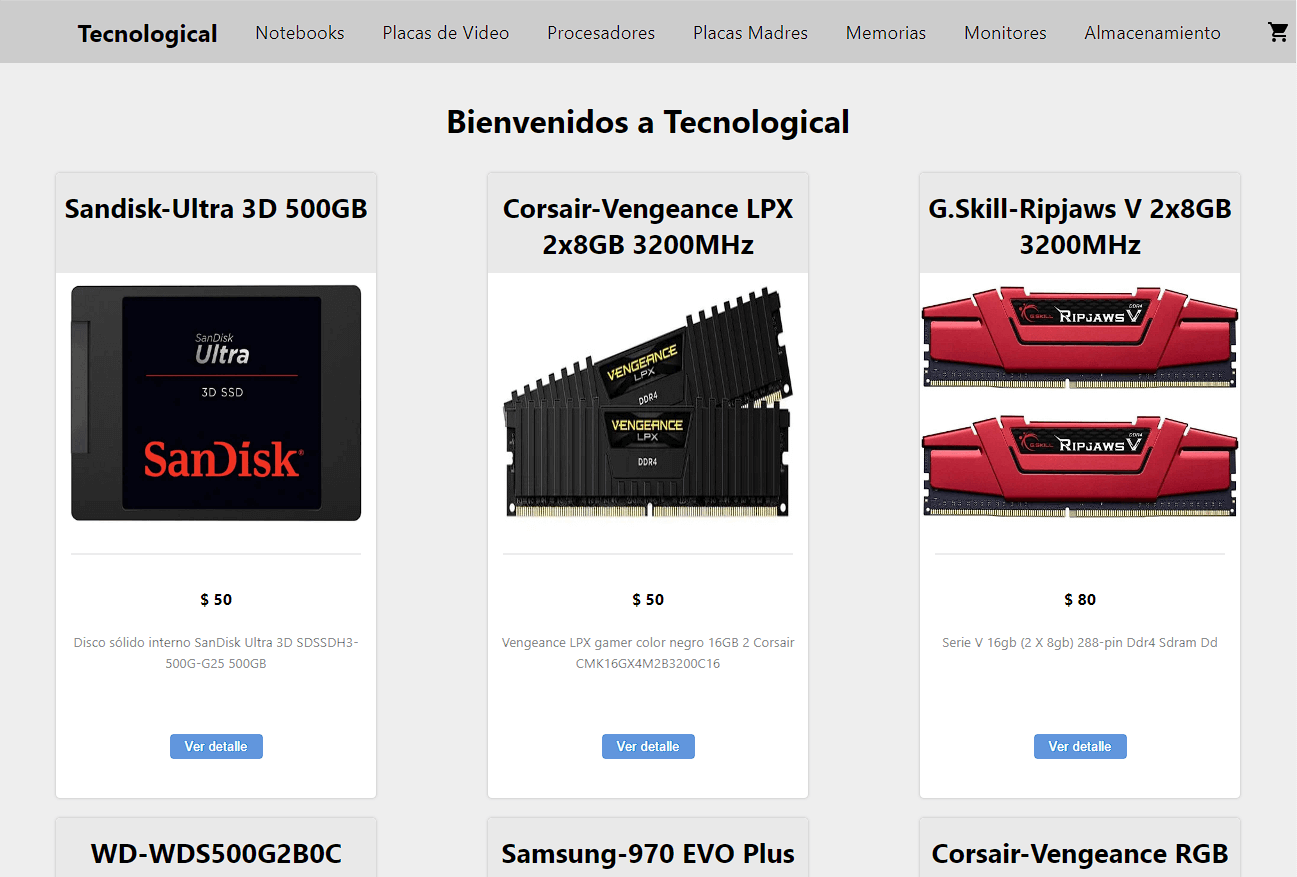 Tecnological Notebooks Placas de Video Procesadores Placas Madres Memorias Monitores Almacenamiento
Bienvenidos a Tecnological
Sandisk-Ultra 3D 500GB
SanDisk
Ultra
3D SSD
SanDisk®
$ 50
Disco sólido interno SanDisk Ultra 3D SDSSDH3-
500G-G25 500GB
Ver detalle
Corsair-Vengeance LPX
2x8GB 3200MHz
VENGEANCE
LPX
DDR4
VENGEANCE
LPX
DDR4
$ 50
Vengeance LPX gamer color negro 16GB 2 Corsair
CMK16GX4M2B3200C16
Ver detalle
G.Skill-Ripjaws V 2x8GB
3200MHz
DDR4
G.SKILL RIPJAWS V
DDR4
G.SKILL RIPJAWS V
$ 80
Serie V 16gb (2 X 8gb) 288-pin Ddr4 Sdram Dd
Ver detalle
WD-WDS500G2B0C
Samsung-970 EVO Plus
Corsair-Vengeance RGB